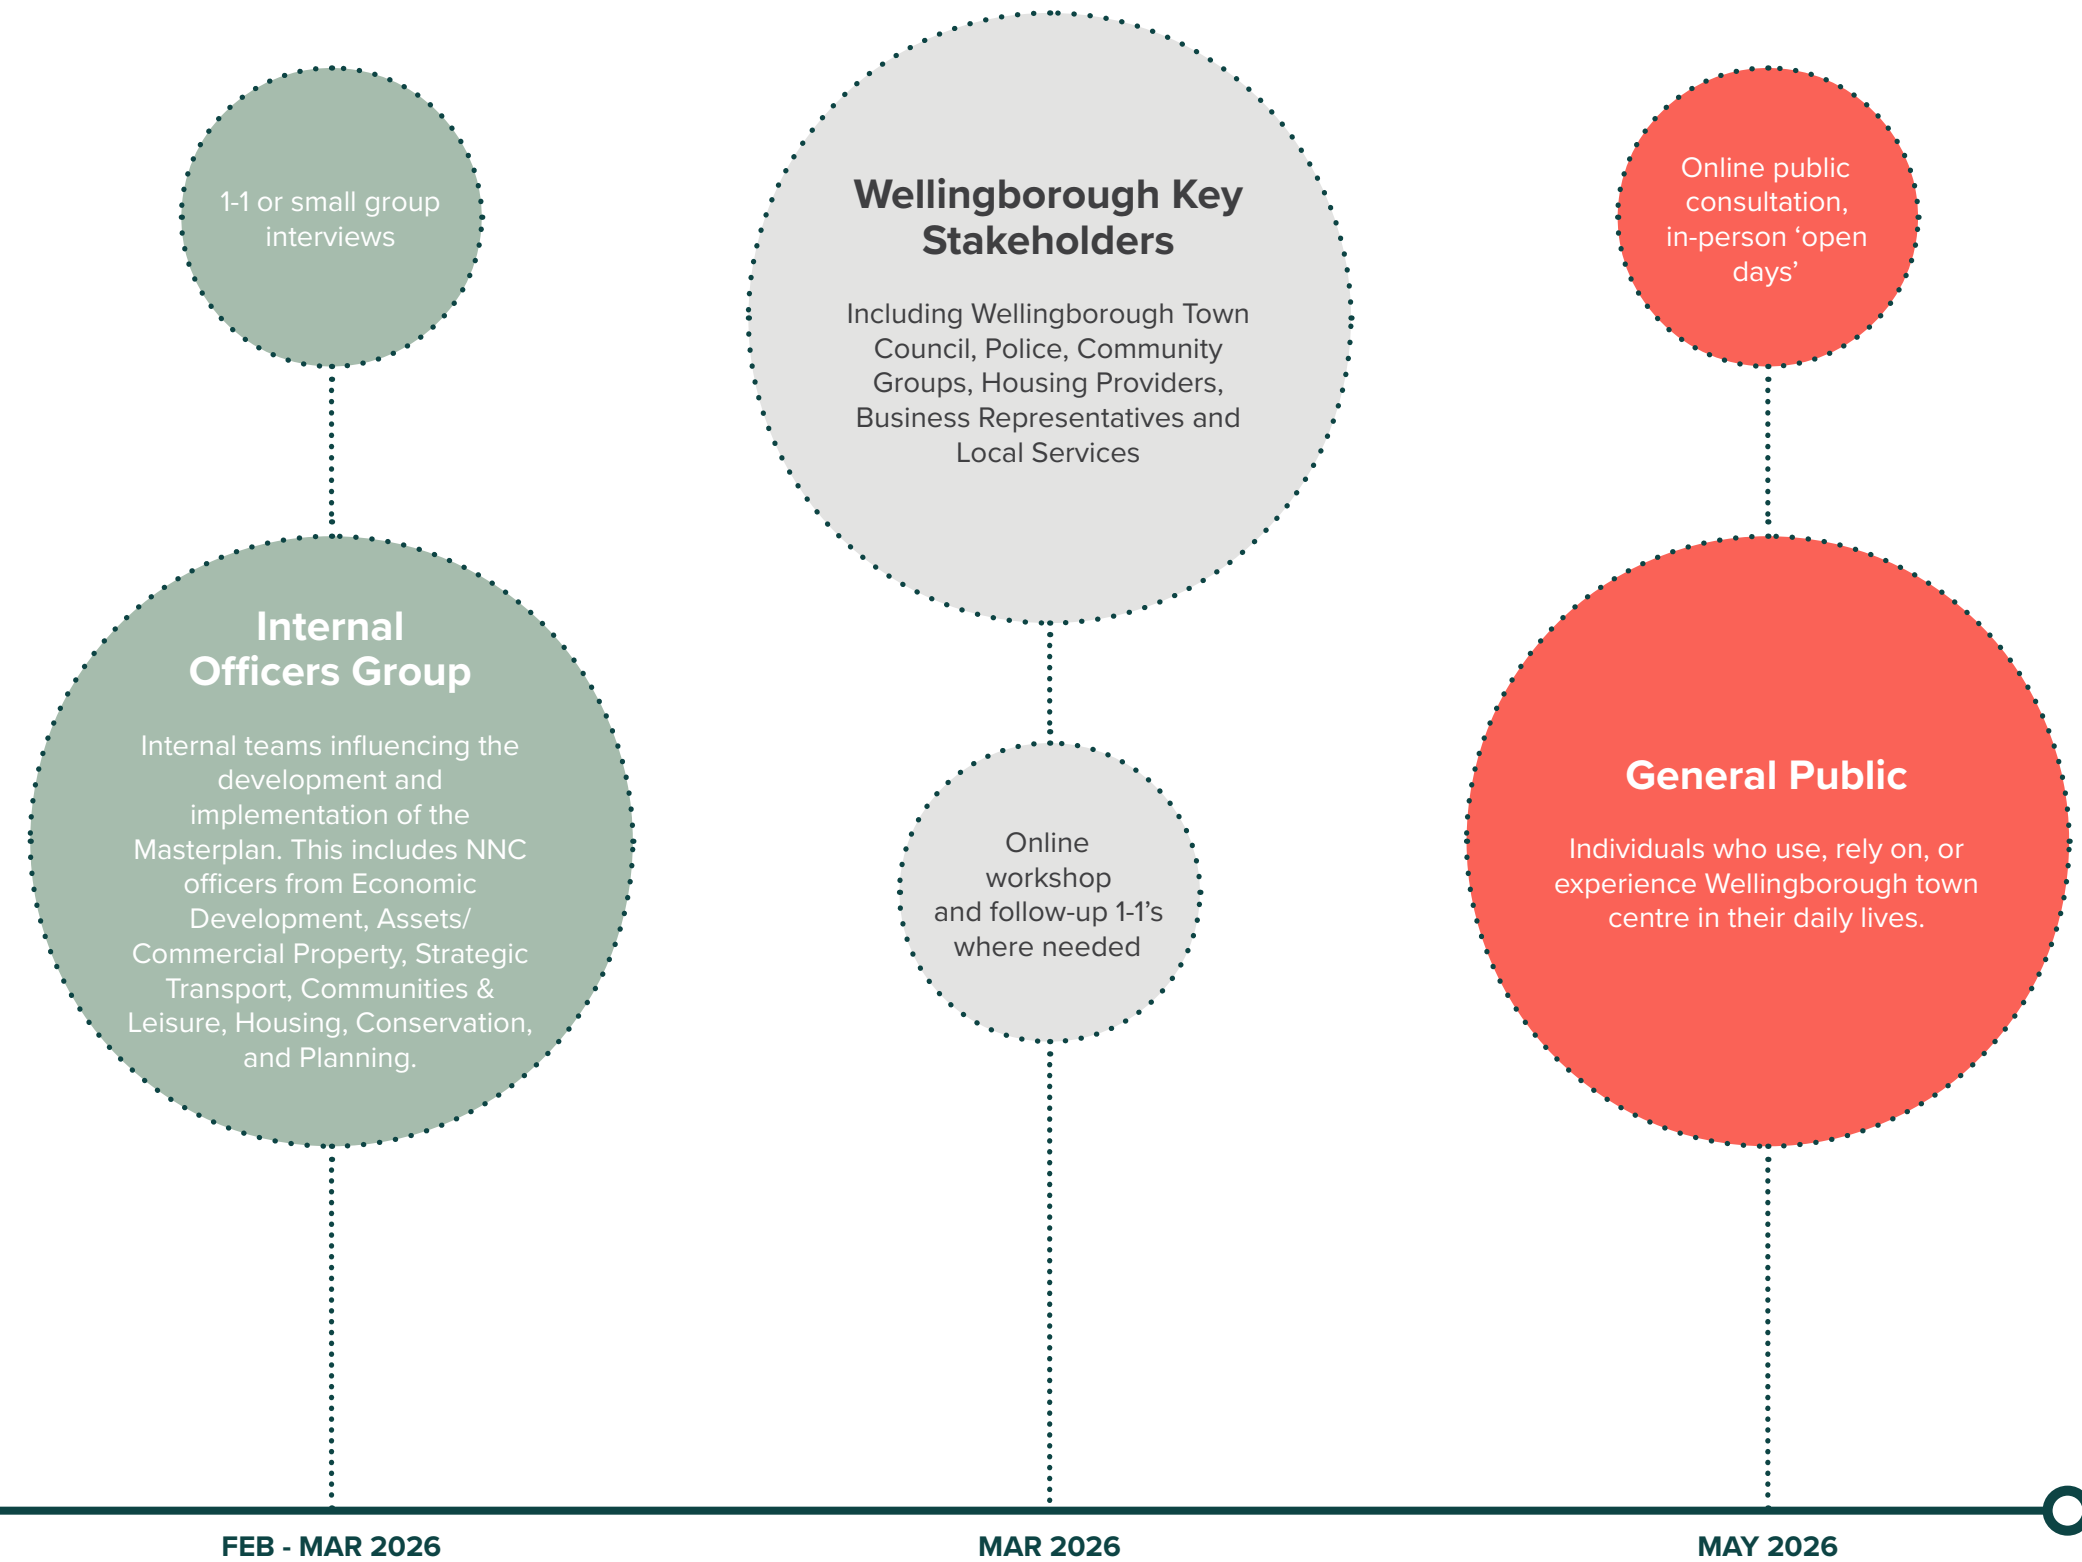 1-1 or small group
interviews
Internal
Officers Group
Internal teams influencing the
development and
implementation of the
Masterplan. This includes NNC
officers from Economic
Development, Assets/
Commercial Property, Strategic
Transport, Communities &
Leisure, Housing, Conservation,
and Planning.
FEB - MAR 2026
Wellingborough Key
Stakeholders
Including Wellingborough Town
Council, Police, Community
Groups, Housing Providers,
Business Representatives and
Local Services
Online
workshop
and follow-up 1-1’s
where needed
MAR 2026
Online public
consultation,
in-person ‘open
days’
General Public
Individuals who use, rely on, or
experience Wellingborough town
centre in their daily lives.
MAY 2026